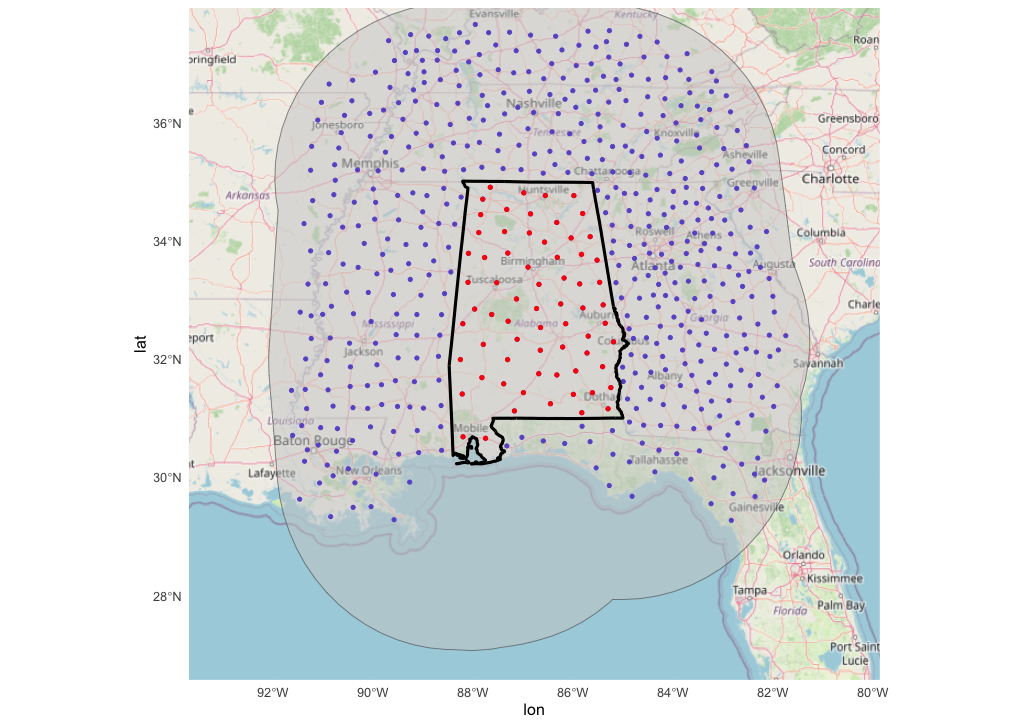 Evansville
Kentucky
Roan
pringfield
Nashville
36°N
Jonesboro
Tennessee
Knoxville
Greensboro
Memphis
Asheville
Concord
Chattanooga
Charlotte
Arkansas
Huntsville
Greenville
34°N
Roswell
Athens
Columbia
Birmingham
Atlanta
Augusta
South Carolina
Tuscaloosa
Charle
eport
Mississippi
Alabama
Auburn
Georgia
lat
Jackson
Columbus
32°N
Savannah
Albany
Dothan
Louisiana
Mobile
Baton Rouge
Tallahassee
30°N
Lafayette
New Orleans
Jacksonville
Gainesville
Orlando
Kissimmee
28°N
Tampa
Palm Bay
Florida
Port Saint
Lucie
92°W
90°W
88°W
86°W
84°W
82°W
80°W
lon